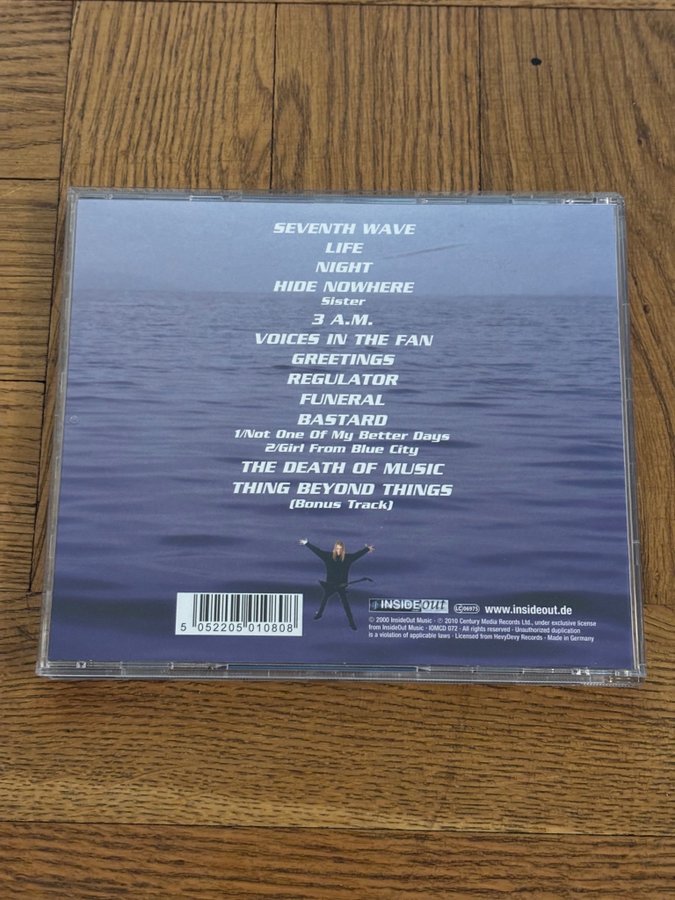 SEVENTH WAVE
LIFE
NIGHT
HIDE NOWHERE
Sister
3 A.M.
VOICES IN THE FAN
GREETINGS
REGULATOR
FUNERAL
BASTARD
1/Not One Of My Better Days
2/Girl From Blue City
THE DEATH OF MUSIC
THING BEYOND THINGS
(Bonus Track)
5 052205 010808
INSIDEout LC 06975 www.insideout.de
© 2000 InsideOut Music · ℗ 2010 Century Media Records Ltd., under exclusive license
from InsideOut Music · IOMCD 072 · All rights reserved · Unauthorized duplication
is a violation of applicable laws · Licensed from HevyDevy Records · Made in Germany